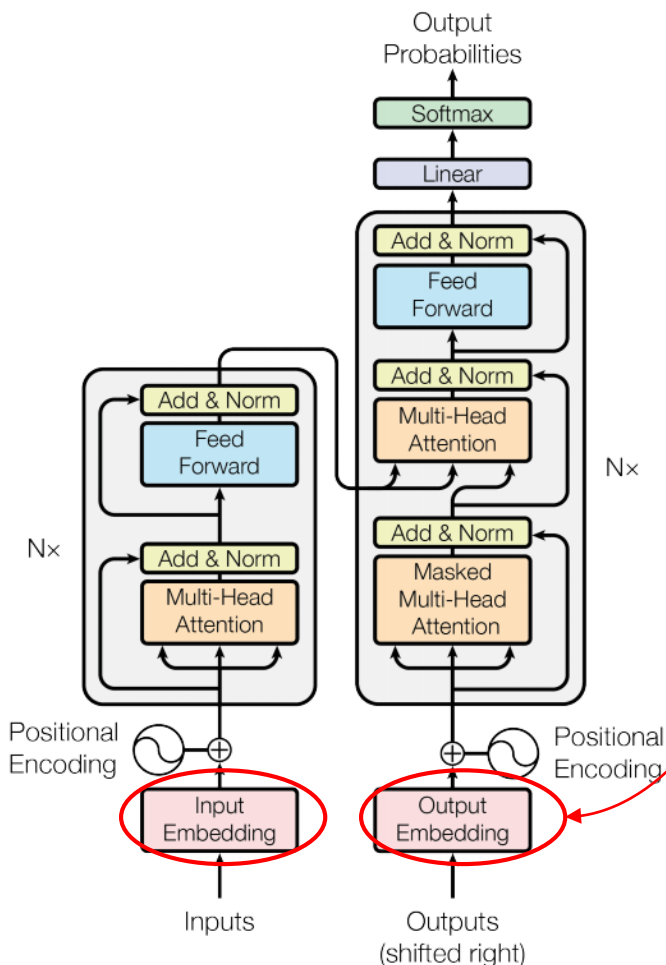 Output
Probabilities
Softmax
Linear
Add & Norm
Feed
Forward
Add & Norm
Multi-Head
Attention
Nx
Add & Norm
Masked
Multi-Head
Attention
Add & Norm
Feed
Forward
Nx
Add & Norm
Multi-Head
Attention
Positional
Encoding
Positional
Encoding
Input
Embedding
Output
Embedding
Inputs
Outputs
(shifted right)